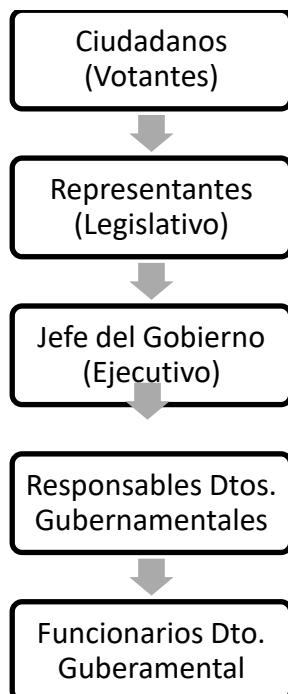 Ciudadanos
(Votantes)
Representantes
(Legislativo)
Jefe del Gobierno
(Ejecutivo)
Responsables Dtos.
Gubernamentales
Funcionarios Dto.
Guberamental